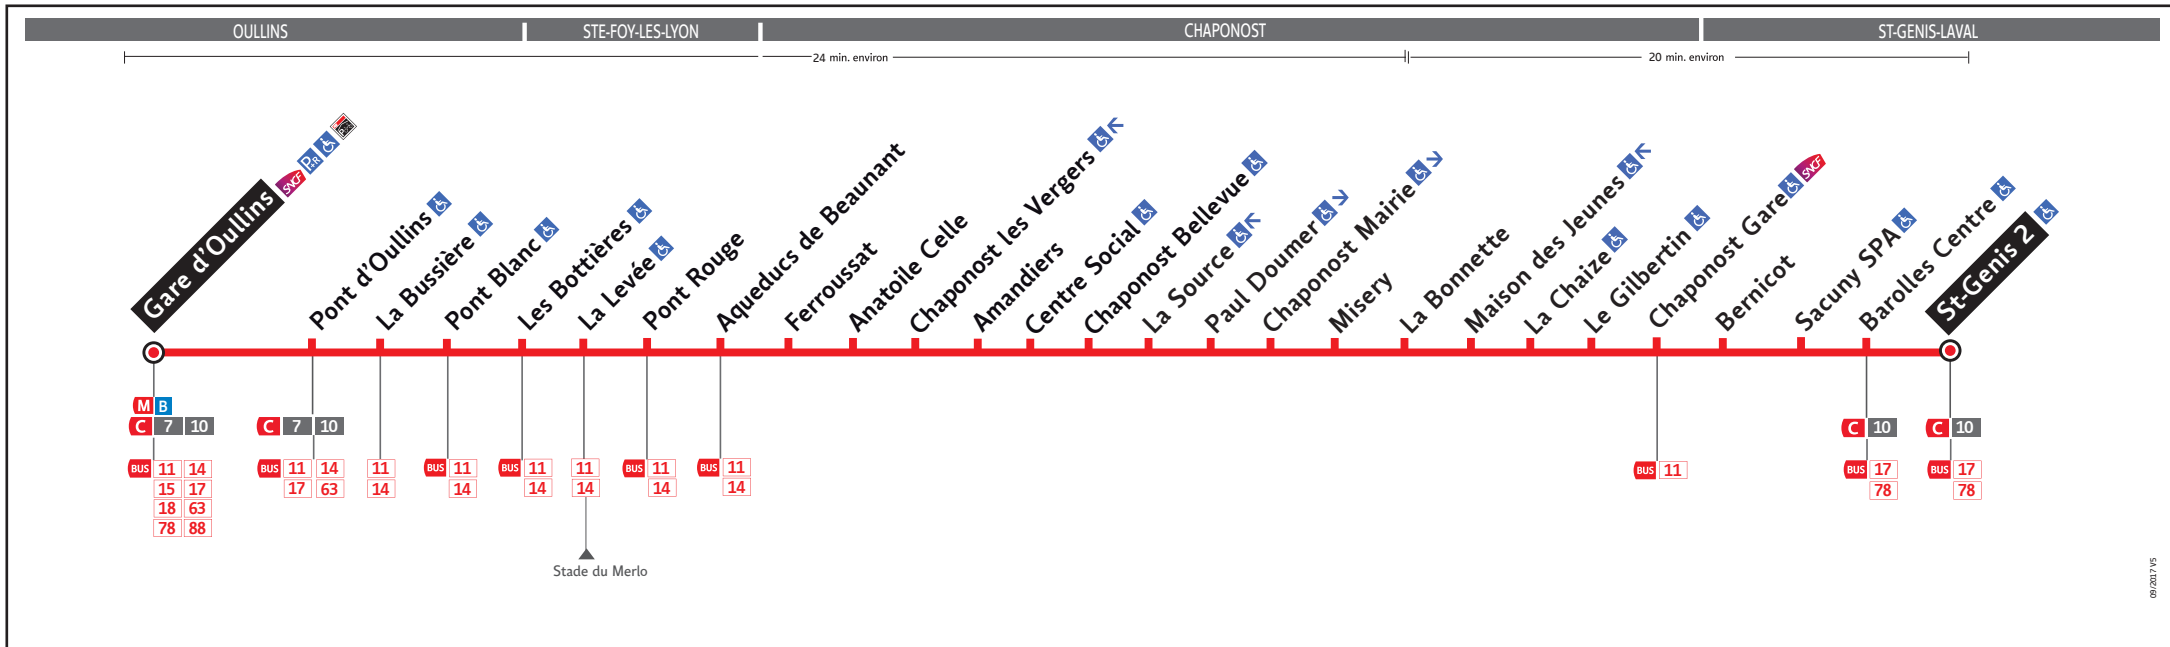 OULLINS
STE-FOY-LES-LYON
CHAPONOST
ST-GENIS-LAVAL
24 min. environ
20 min. environ
Gare d'Oullins SNCF P+R
Pont d'Oullins
La Bussière
Pont Blanc
Les Bottières
La Levée
Pont Rouge
Aqueducs de Beaunant
Ferroussat
Anatoile Celle
Chaponost les Vergers
Amandiers
Centre Social
Chaponost Bellevue
La Source
Paul Doumer
Chaponost Mairie
Misery
La Bonnette
Maison des Jeunes
La Chaize
Le Gilbertin
Chaponost Gare SNCF
Bernicot
Sacuny SPA
Barolles Centre
St-Genis 2
M B
C 7 10
BUS 11 14
15 17
18 63
78 88
C 7 10
BUS 11 14
17 63
11
14
BUS 11
14
BUS 11
14
11
14
Stade du Merlo
BUS 11
14
BUS 11
14
BUS 11
C 10
BUS 17
78
C 10
BUS 17
78
09/2017 V5